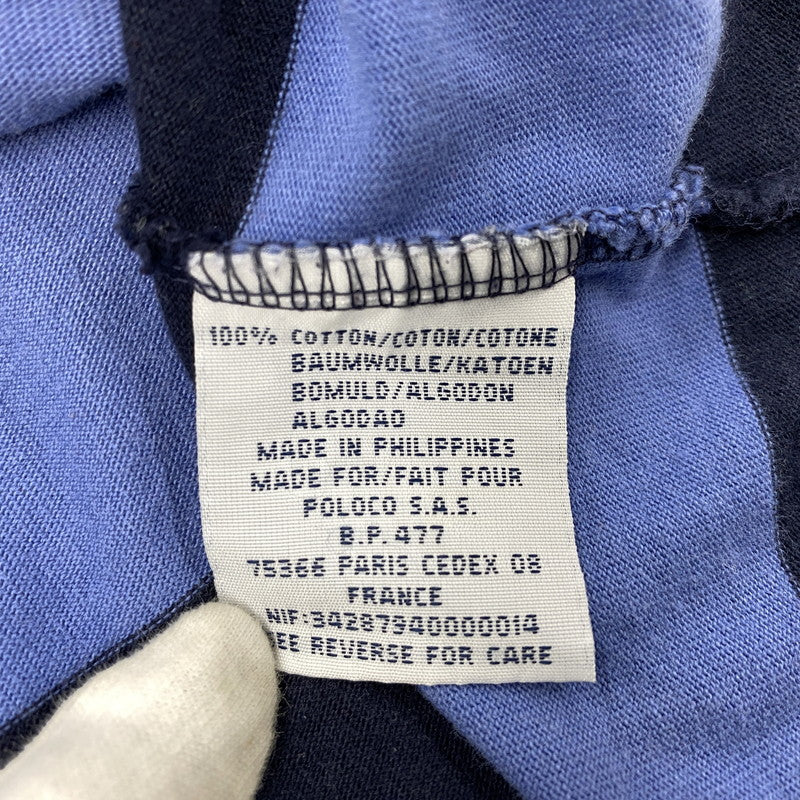 100% COTTON/COTON/COTONE
BAUMWOLLE/KATOEN
BOMULD/ALGODON
ALGODAO
MADE IN PHILIPPINES
MADE FOR/FAIT POUR
POLOCO S.A.S.
B.P. 477
75366 PARIS CEDEX 08
FRANCE
NIF:34287940000014
EE REVERSE FOR CARE